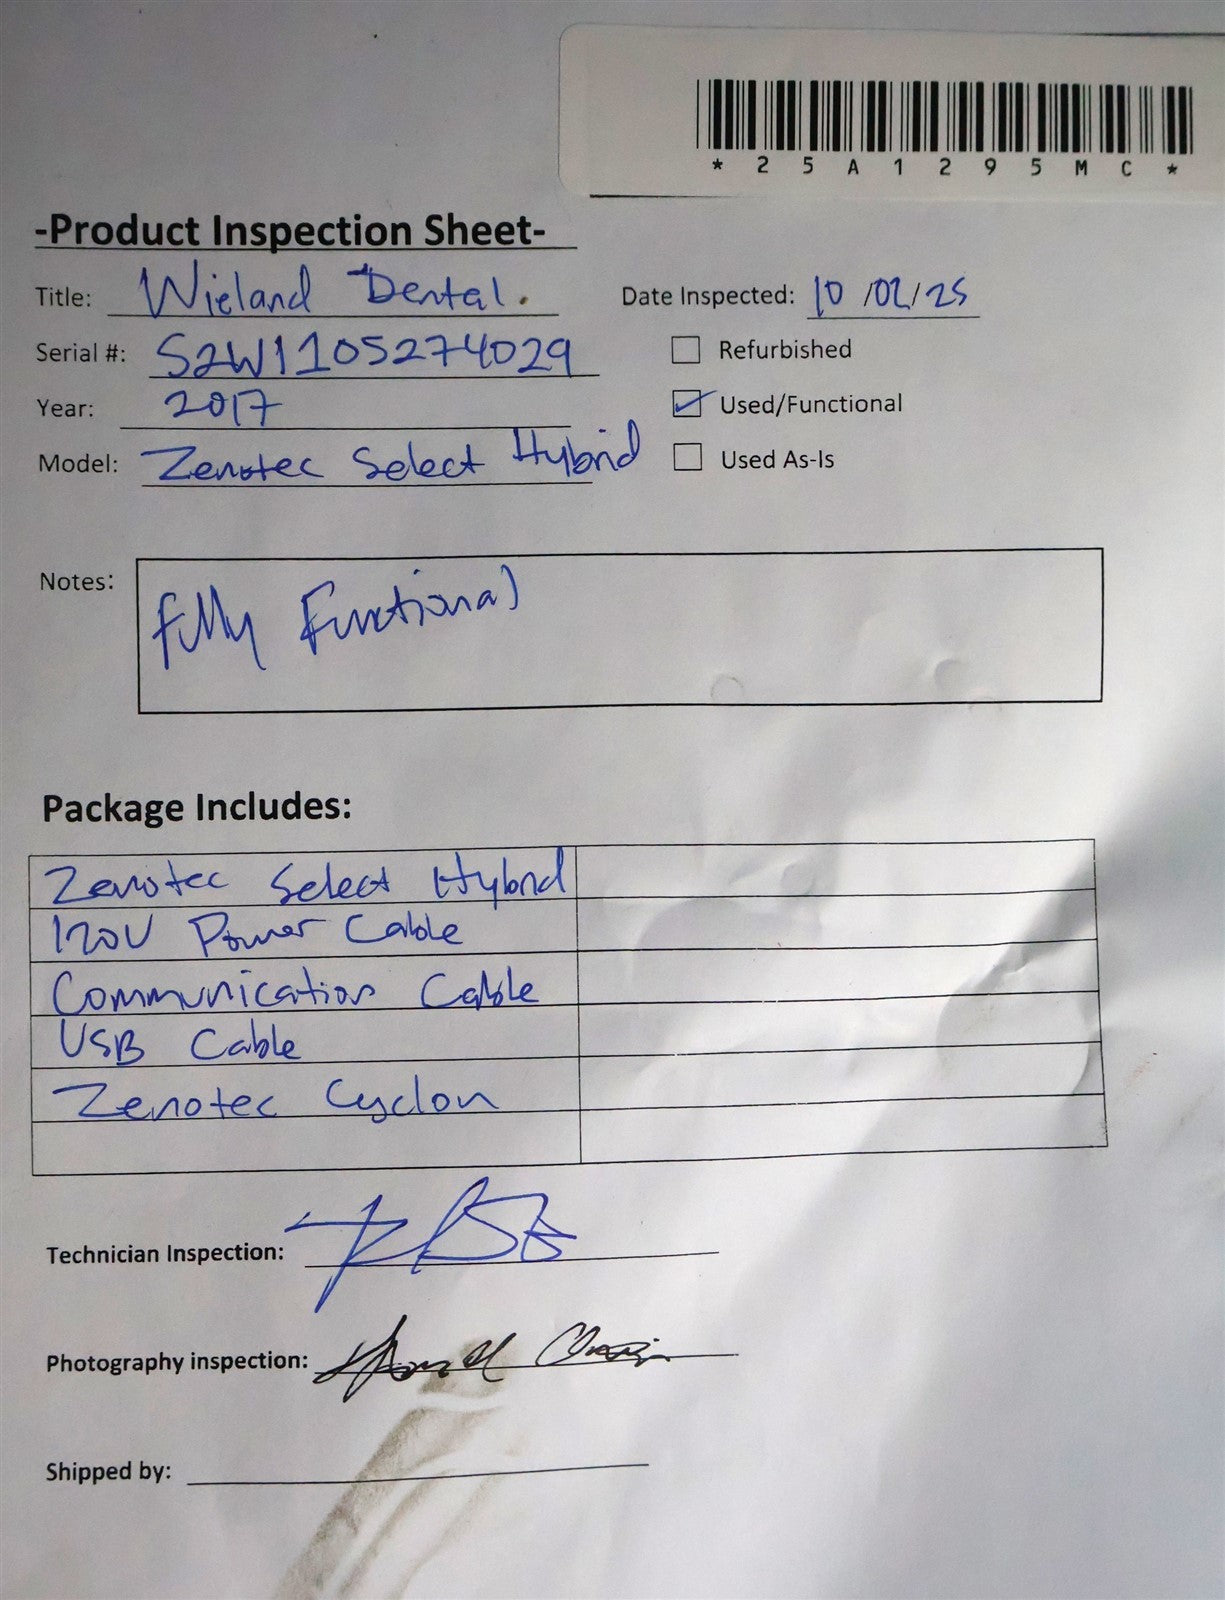 *25A1295MC*
-Product Inspection Sheet-
Title: Wieland Dental.
Date Inspected: 10/02/25
Serial #: S2W1105274029
Refurbished
Year: 2017
Used/Functional
Model: Zenotec Select Hybrid
Used As-Is
Notes: Fully Functional
Package Includes:
Zenotec Select Hybrid
120V Power Cable
Communication Cable
USB Cable
Zenotec Cyclon
Technician Inspection:
Photography inspection:
Shipped by: